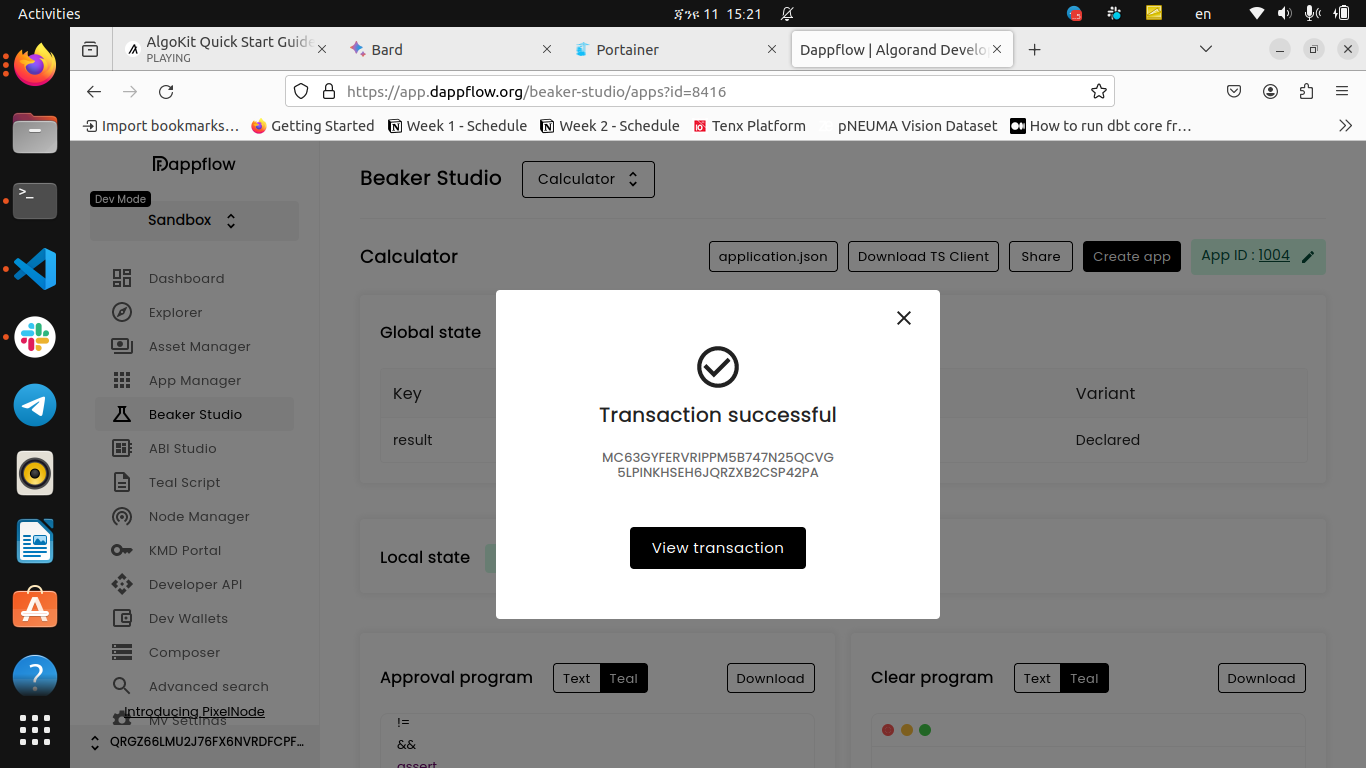 Activities
ጃንዩ 11 15:21
en
AlgoKit Quick Start Guide
PLAYING
Bard
Portainer
Dappflow | Algorand Develo
https://app.dappflow.org/beaker-studio/apps?id=8416
Import bookmarks…
Getting Started
Week 1 - Schedule
Week 2 - Schedule
Tenx Platform
pNEUMA Vision Dataset
How to run dbt core fr…
Dappflow
Dev Mode
Sandbox
Dashboard
Explorer
Asset Manager
App Manager
Beaker Studio
ABI Studio
Teal Script
Node Manager
KMD Portal
Developer API
Dev Wallets
Composer
Advanced search
Introducing PixelNode
My Settings
QRGZ66LMU2J76FX6NVRDFCPF...
Beaker Studio
Calculator
Calculator
application.json
Download TS Client
Share
Create app
App ID : 1004
Global state
Key
Variant
result
Declared
Transaction successful
MC63GYFERVRIPPM5B747N25QCVG
5LPINKHSEH6JQRZXB2CSP42PA
View transaction
Local state
Approval program
Text
Teal
Download
!=
&&
assert
Clear program
Text
Teal
Download